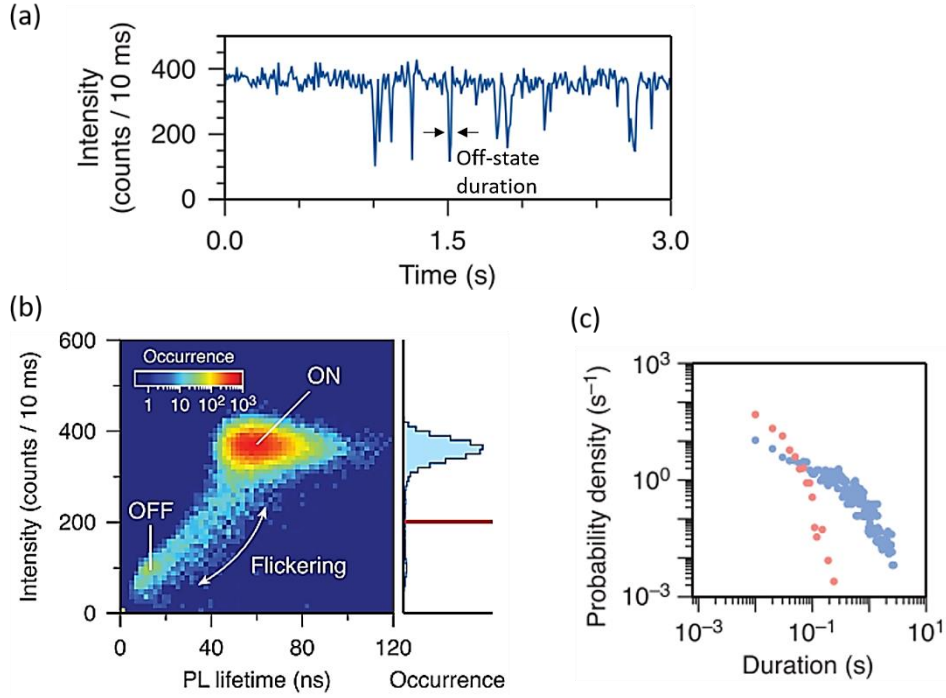 (a)
Intensity
(counts / 10 ms)
400
200
0
Off-state
duration
0.0
1.5
3.0
Time (s)
(b)
Intensity (counts / 10 ms)
600
400
200
0
Occurrence
1 10 10² 10³
ON
OFF
Flickering
0 40 80 120
PL lifetime (ns)
Occurrence
(c)
Probability density (s⁻¹)
10³
10⁰
10⁻³
10⁻³
10⁻¹
10¹
Duration (s)